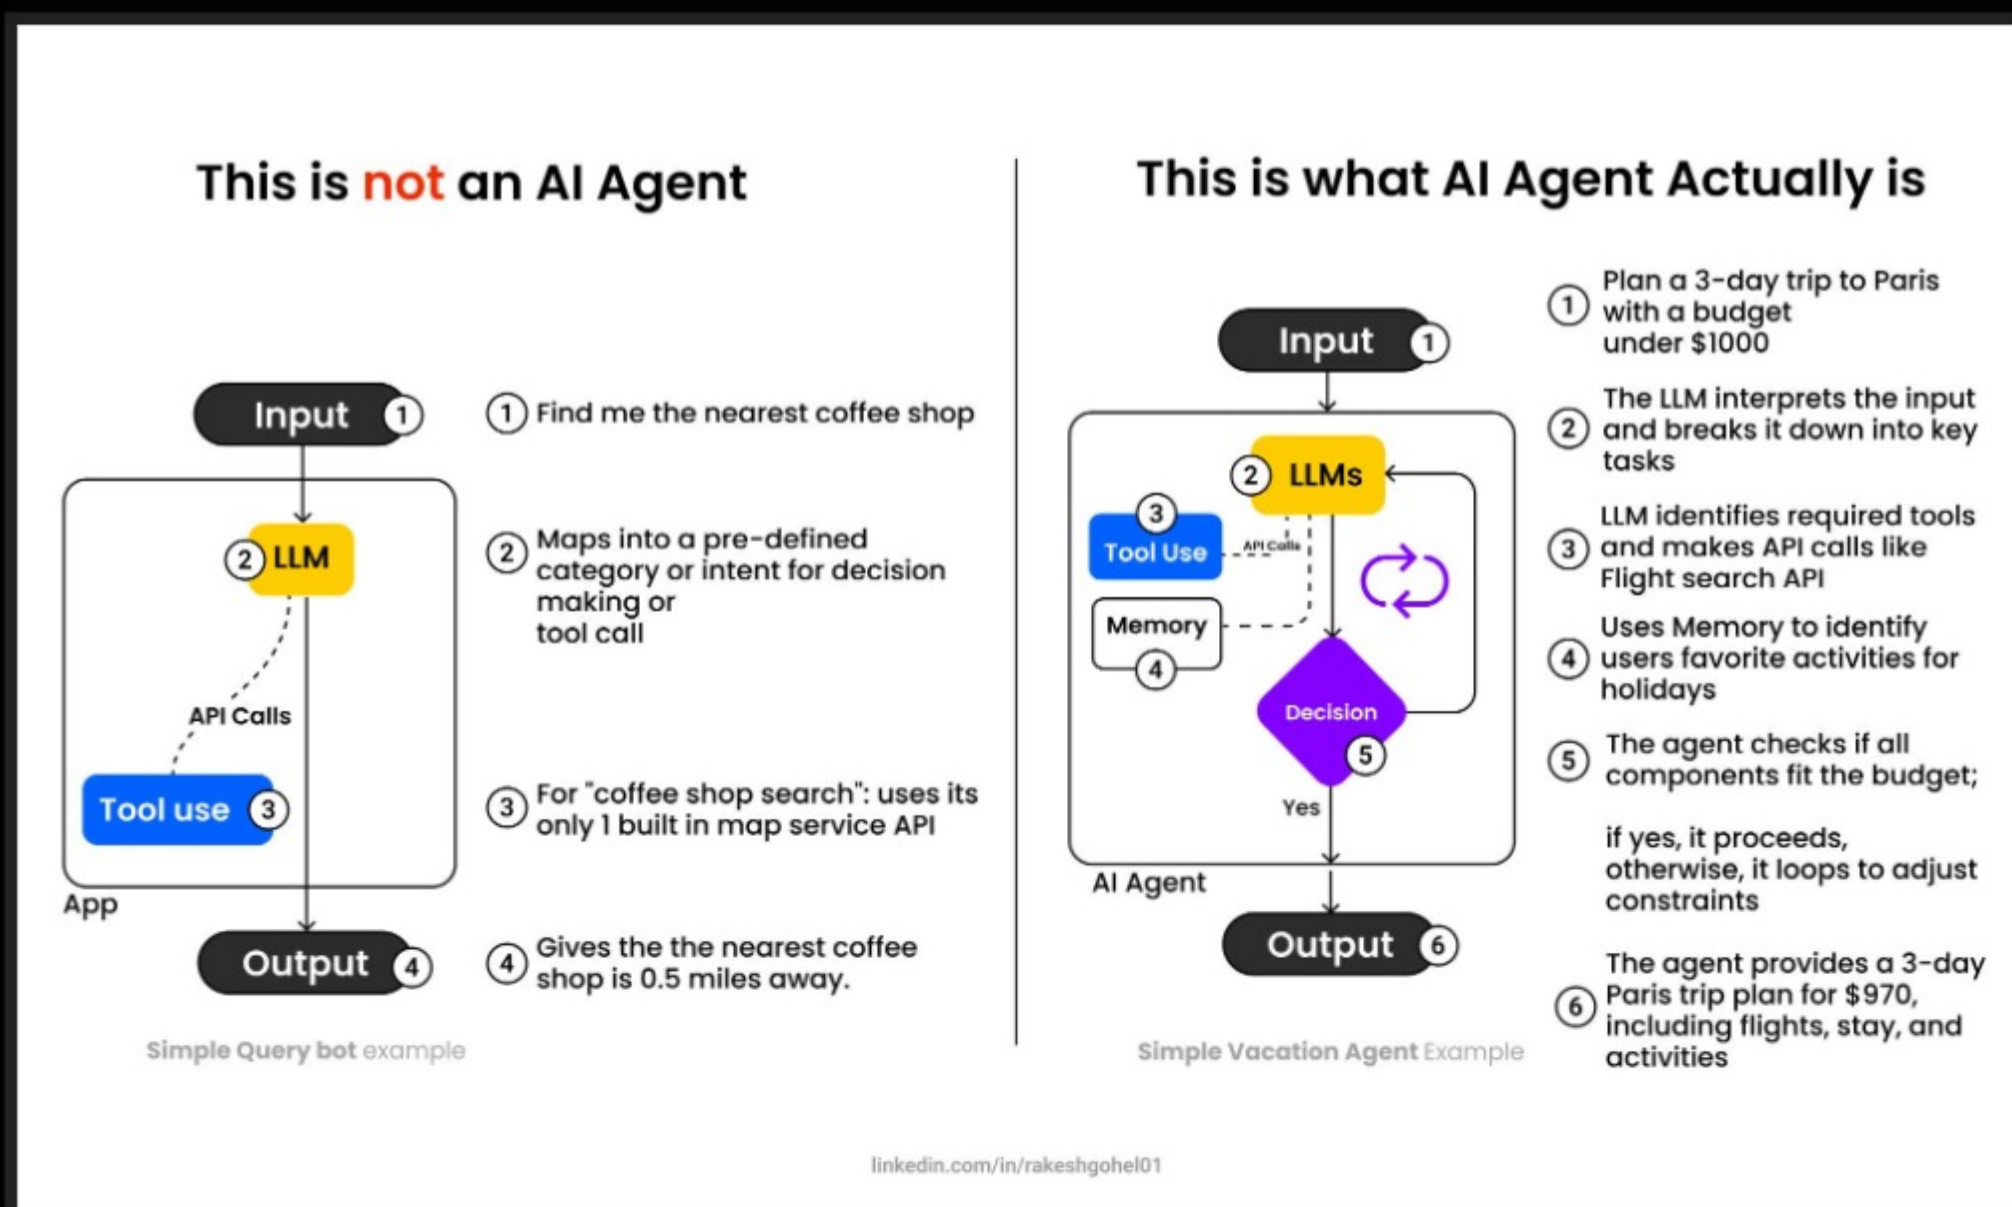 This is not an AI Agent
Input
1
1
Find me the nearest coffee shop
2
LLM
2
Maps into a pre-defined
category or intent for decision
making or
tool call
API Calls
Tool use
3
3
For "coffee shop search": uses its
only 1 built in map service API
App
Output
4
4
Gives the the nearest coffee
shop is 0.5 miles away.
Simple Query bot example
This is what AI Agent Actually is
Input
1
1
Plan a 3-day trip to Paris
with a budget
under $1000
2
LLMs
2
The LLM interprets the input
and breaks it down into key
tasks
3
Tool Use
API Calls
3
LLM identifies required tools
and makes API calls like
Flight search API
Memory
4
4
Uses Memory to identify
users favorite activities for
holidays
Decision
5
5
The agent checks if all
components fit the budget;
if yes, it proceeds,
otherwise, it loops to adjust
constraints
Yes
AI Agent
Output
6
6
The agent provides a 3-day
Paris trip plan for $970,
including flights, stay, and
activities
Simple Vacation Agent Example
linkedin.com/in/rakeshgohel01